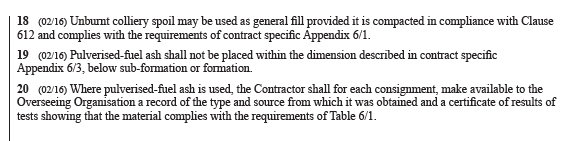 18 (02/16) Unburnt colliery spoil may be used as general fill provided it is compacted in compliance with Clause
612 and complies with the requirements of contract specific Appendix 6/1.
19 (02/16) Pulverised-fuel ash shall not be placed within the dimension described in contract specific
Appendix 6/3, below sub-formation or formation.
20 (02/16) Where pulverised-fuel ash is used, the Contractor shall for each consignment, make available to the
Overseeing Organisation a record of the type and source from which it was obtained and a certificate of results of
tests showing that the material complies with the requirements of Table 6/1.